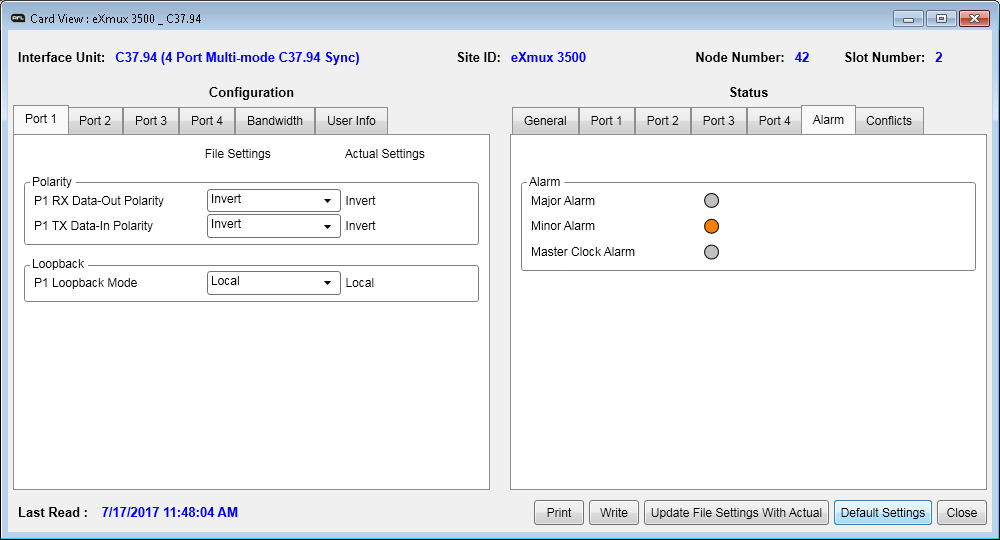 AFL Card View : eXmux 3500 _ C37.94
Interface Unit: C37.94 (4 Port Multi-mode C37.94 Sync) Site ID: eXmux 3500 Node Number: 42 Slot Number: 2
Configuration
Port 1 Port 2 Port 3 Port 4 Bandwidth User Info
File Settings Actual Settings
Polarity
P1 RX Data-Out Polarity Invert Invert
P1 TX Data-In Polarity Invert Invert
Loopback
P1 Loopback Mode Local Local
Status
General Port 1 Port 2 Port 3 Port 4 Alarm Conflicts
Alarm
Major Alarm
Minor Alarm
Master Clock Alarm
Last Read : 7/17/2017 11:48:04 AM
Print Write Update File Settings With Actual Default Settings Close